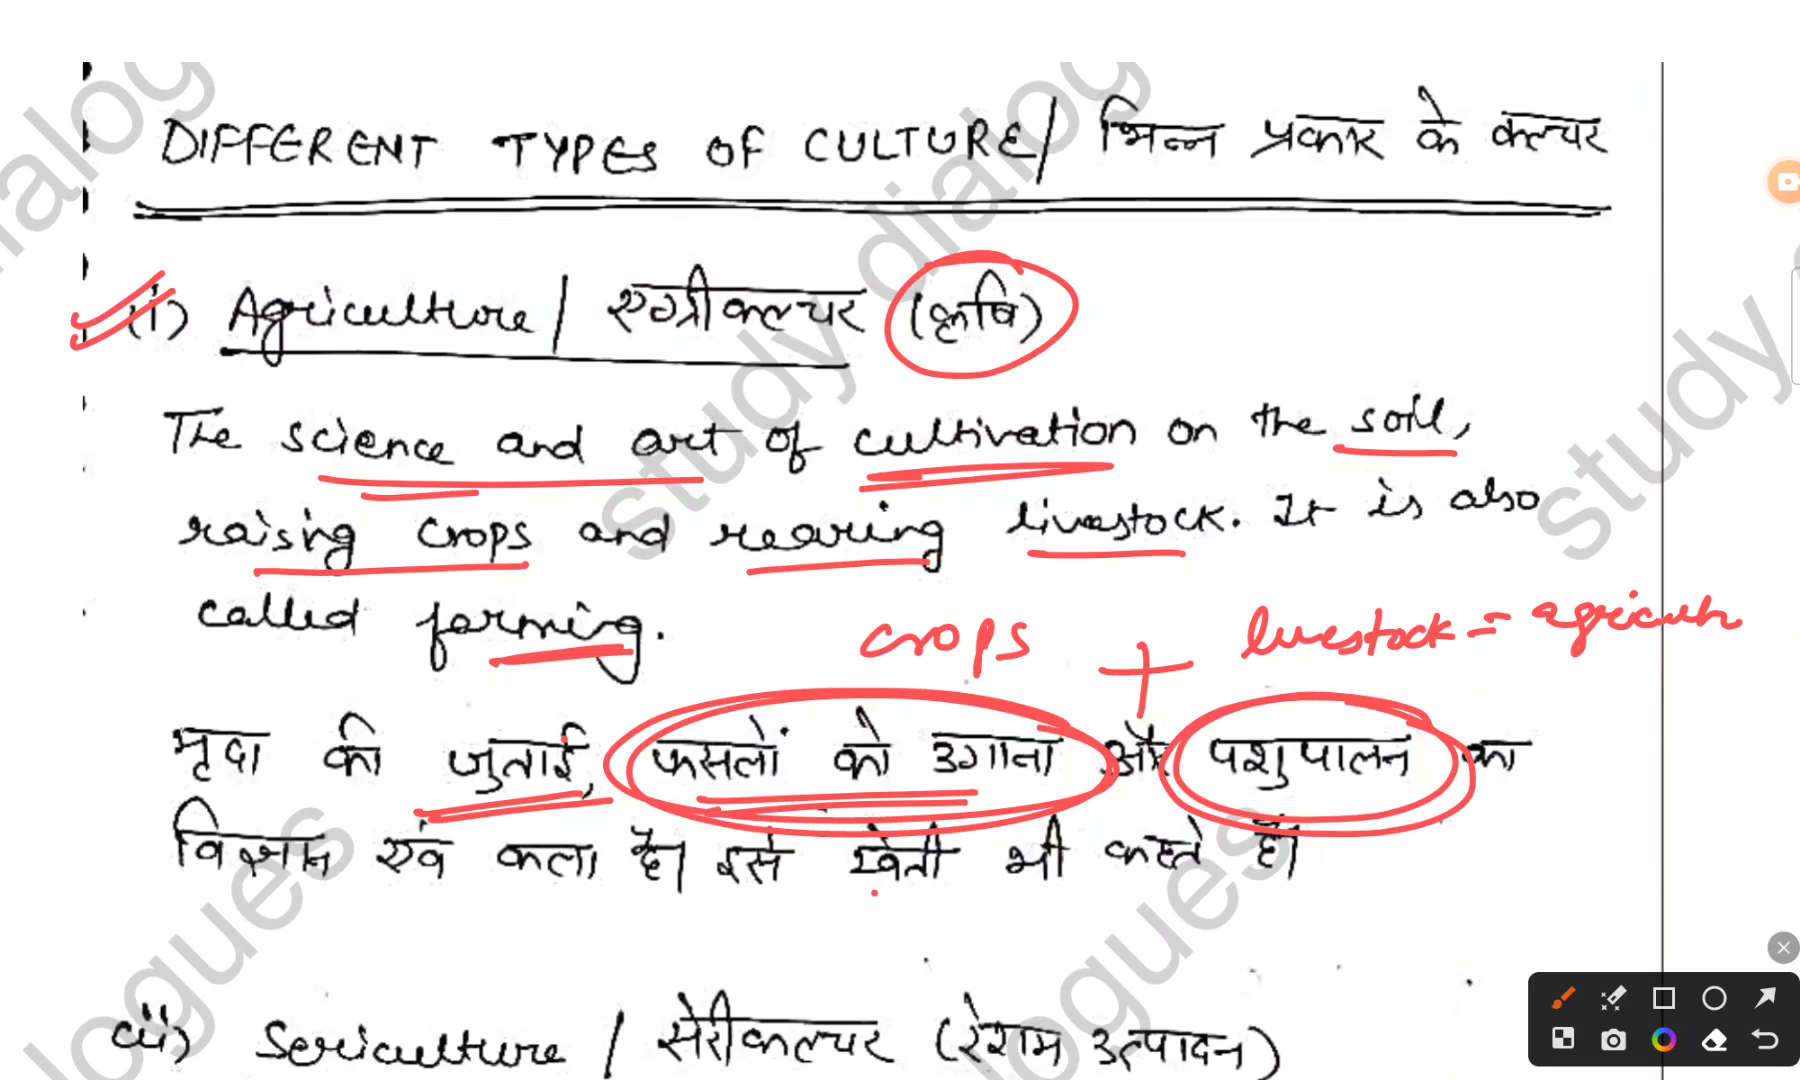 DIFFERENT TYPES OF CULTURE/ भिन्न प्रकार के कल्चर
(i) Agriculture/ एग्रीकल्चर (कृषि)
The science and art of cultivation on the soil,
raising crops and rearing livestock. It is also
called farming.
crops + livestock =
मृदा की जुताई, फसलों को उगाना और पशुपालन का
विज्ञान एवं कला है। इसे खेती भी कहते हैं।
(ii) Sericulture / सेरीकल्चर (रेशम उत्पादन)
study dialogues